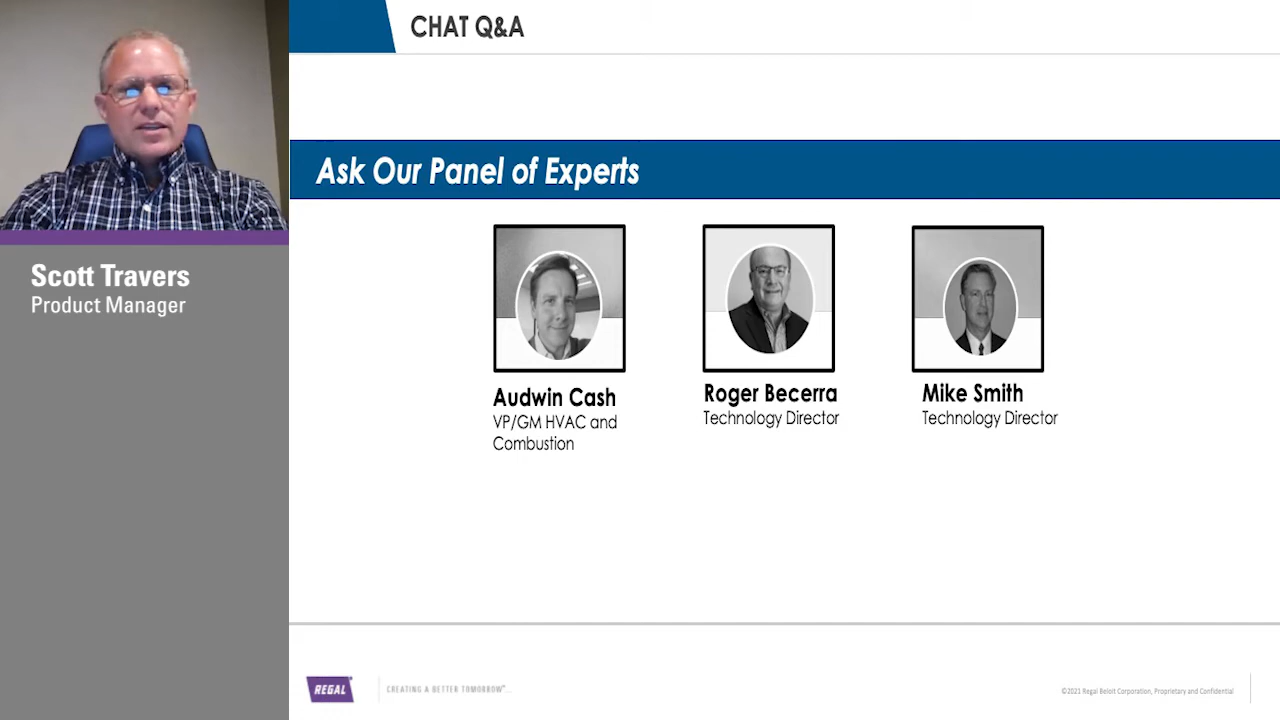 CHAT Q&A
Ask Our Panel of Experts
Scott Travers
Product Manager
Audwin Cash
VP/GM HVAC and
Combustion
Roger Becerra
Technology Director
Mike Smith
Technology Director
REGAL
CREATING A BETTER TOMORROW™...
©2021 Regal Beloit Corporation, Proprietary and Confidential